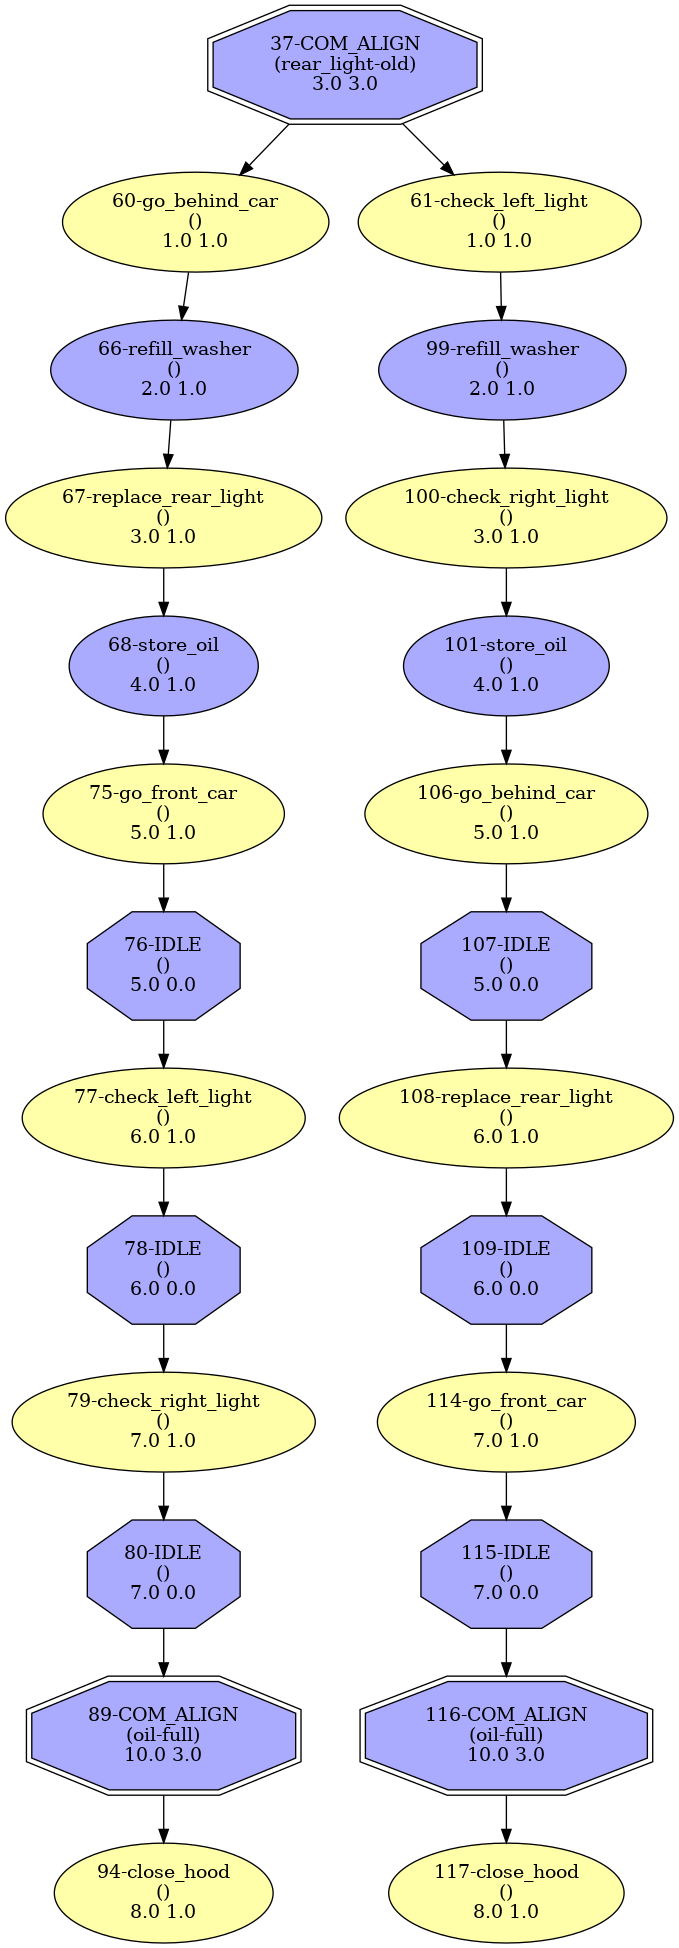 37-COM_ALIGN
(rear_light-old)
3.0 3.0
60-go_behind_car
()
1.0 1.0
61-check_left_light
()
1.0 1.0
66-refill_washer
()
2.0 1.0
99-refill_washer
()
2.0 1.0
67-replace_rear_light
()
3.0 1.0
100-check_right_light
()
3.0 1.0
68-store_oil
()
4.0 1.0
101-store_oil
()
4.0 1.0
75-go_front_car
()
5.0 1.0
106-go_behind_car
()
5.0 1.0
76-IDLE
()
5.0 0.0
107-IDLE
()
5.0 0.0
77-check_left_light
()
6.0 1.0
108-replace_rear_light
()
6.0 1.0
78-IDLE
()
6.0 0.0
109-IDLE
()
6.0 0.0
79-check_right_light
()
7.0 1.0
114-go_front_car
()
7.0 1.0
80-IDLE
()
7.0 0.0
115-IDLE
()
7.0 0.0
89-COM_ALIGN
(oil-full)
10.0 3.0
116-COM_ALIGN
(oil-full)
10.0 3.0
94-close_hood
()
8.0 1.0
117-close_hood
()
8.0 1.0